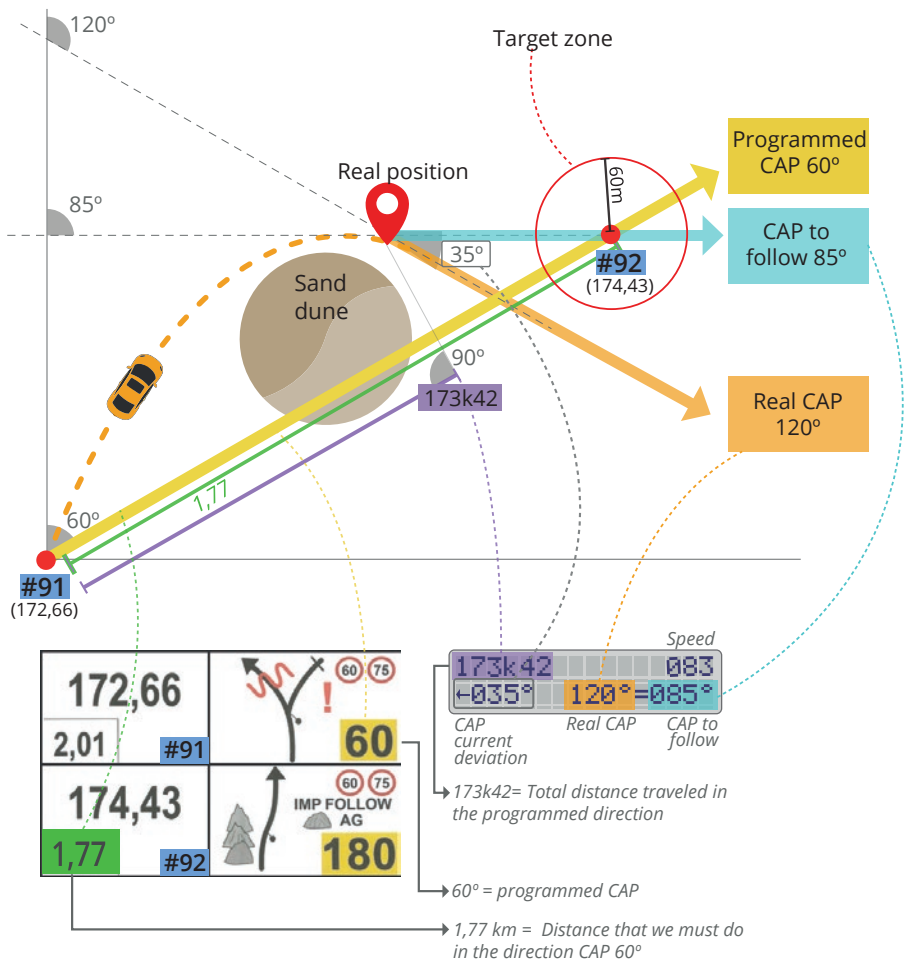 120º
Target zone
Programmed
CAP 60º
60m
Real position
85º
CAP to
follow 85º
35º
#92
(174,43)
Sand
dune
90º
173k42
Real CAP
120º
1,77
60º
#91
(172,66)
Speed
173k42 083
←035° 120°=085°
CAP
current
deviation
Real CAP
CAP to
follow
172,66
2,01
#91
60 75
!
60
174,43
1,77
#92
60 75
IMP FOLLOW
AG
180
173k42= Total distance traveled in
the programmed direction
60º = programmed CAP
1,77 km = Distance that we must do
in the direction CAP 60º